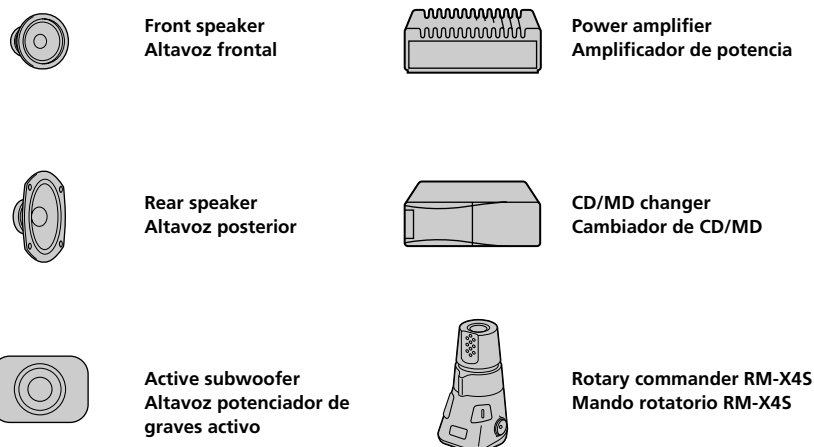 Front speaker
Altavoz frontal
Power amplifier
Amplificador de potencia
Rear speaker
Altavoz posterior
CD/MD changer
Cambiador de CD/MD
Active subwoofer
Altavoz potenciador de
graves activo
Rotary commander RM-X4S
Mando rotatorio RM-X4S